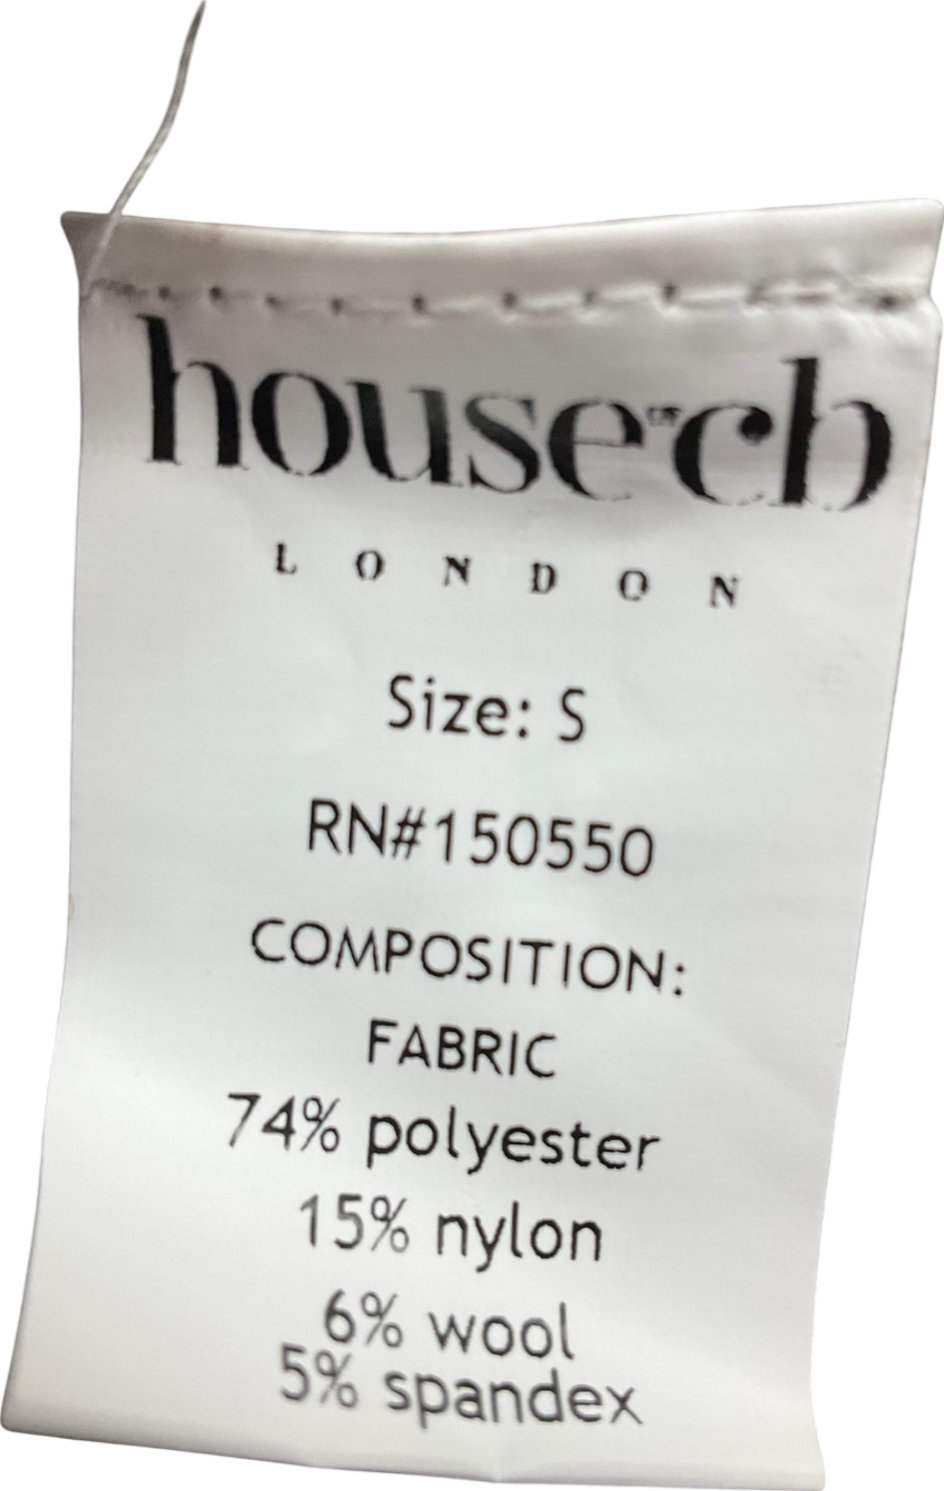 house of cb
LONDON
Size: S
RN#150550
COMPOSITION:
FABRIC
74% polyester
15% nylon
6% wool
5% spandex